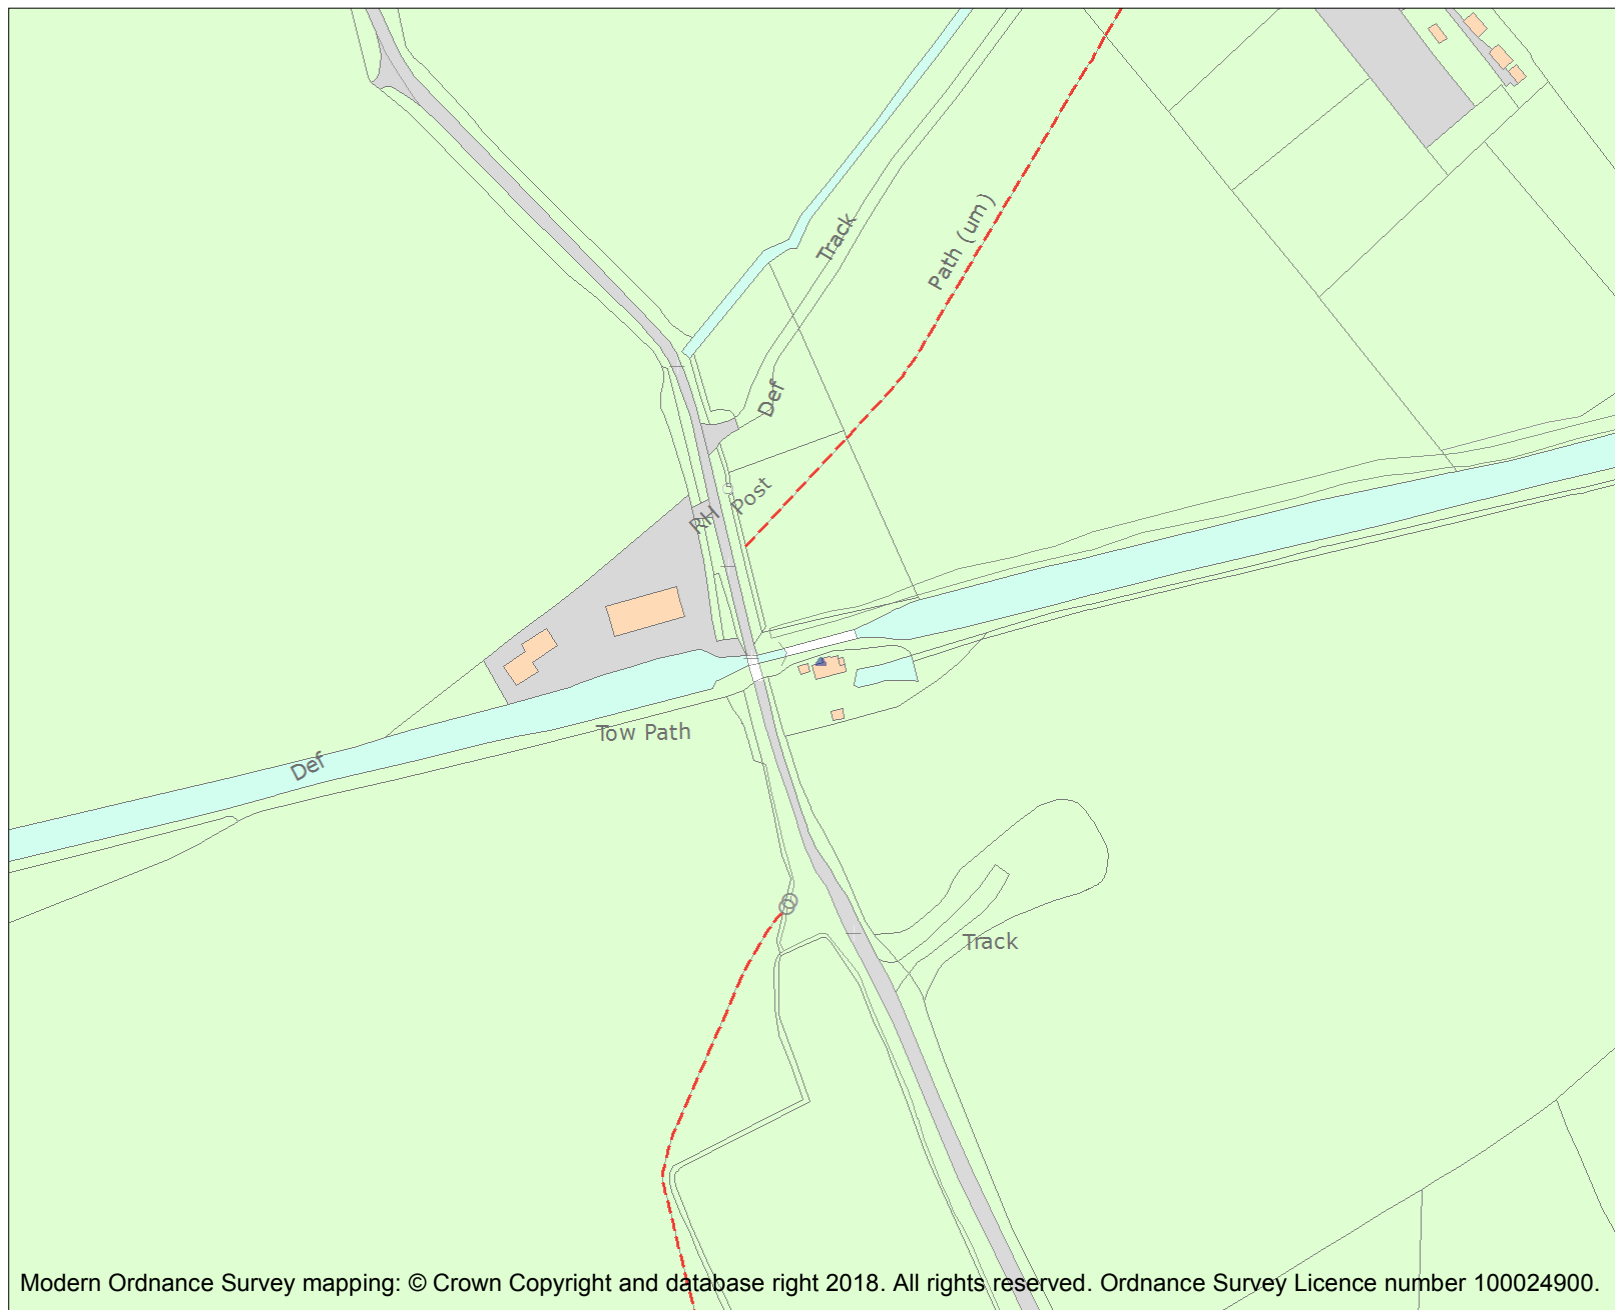 Track
Path (um)
Def
RH
Post
Tow Path
Def
Track
Modern Ordnance Survey mapping: © Crown Copyright and database right 2018. All rights reserved. Ordnance Survey Licence number 100024900.